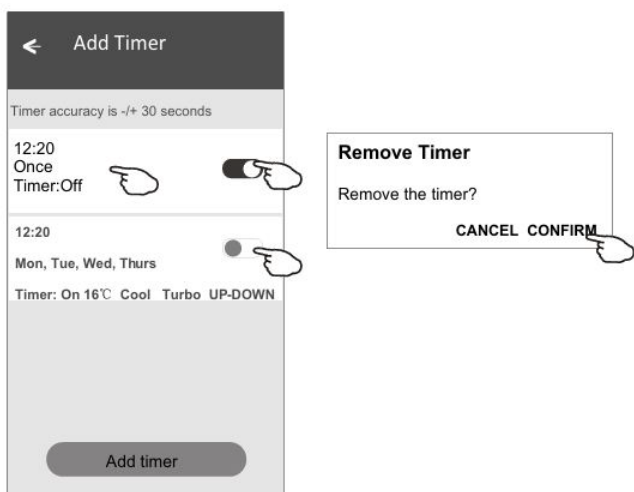 Add Timer
Timer accuracy is -/+ 30 seconds
12:20
Once
Timer:Off
12:20
Mon, Tue, Wed, Thurs
Timer: On 16℃ Cool Turbo UP-DOWN
Add timer
Remove Timer
Remove the timer?
CANCEL CONFIRM